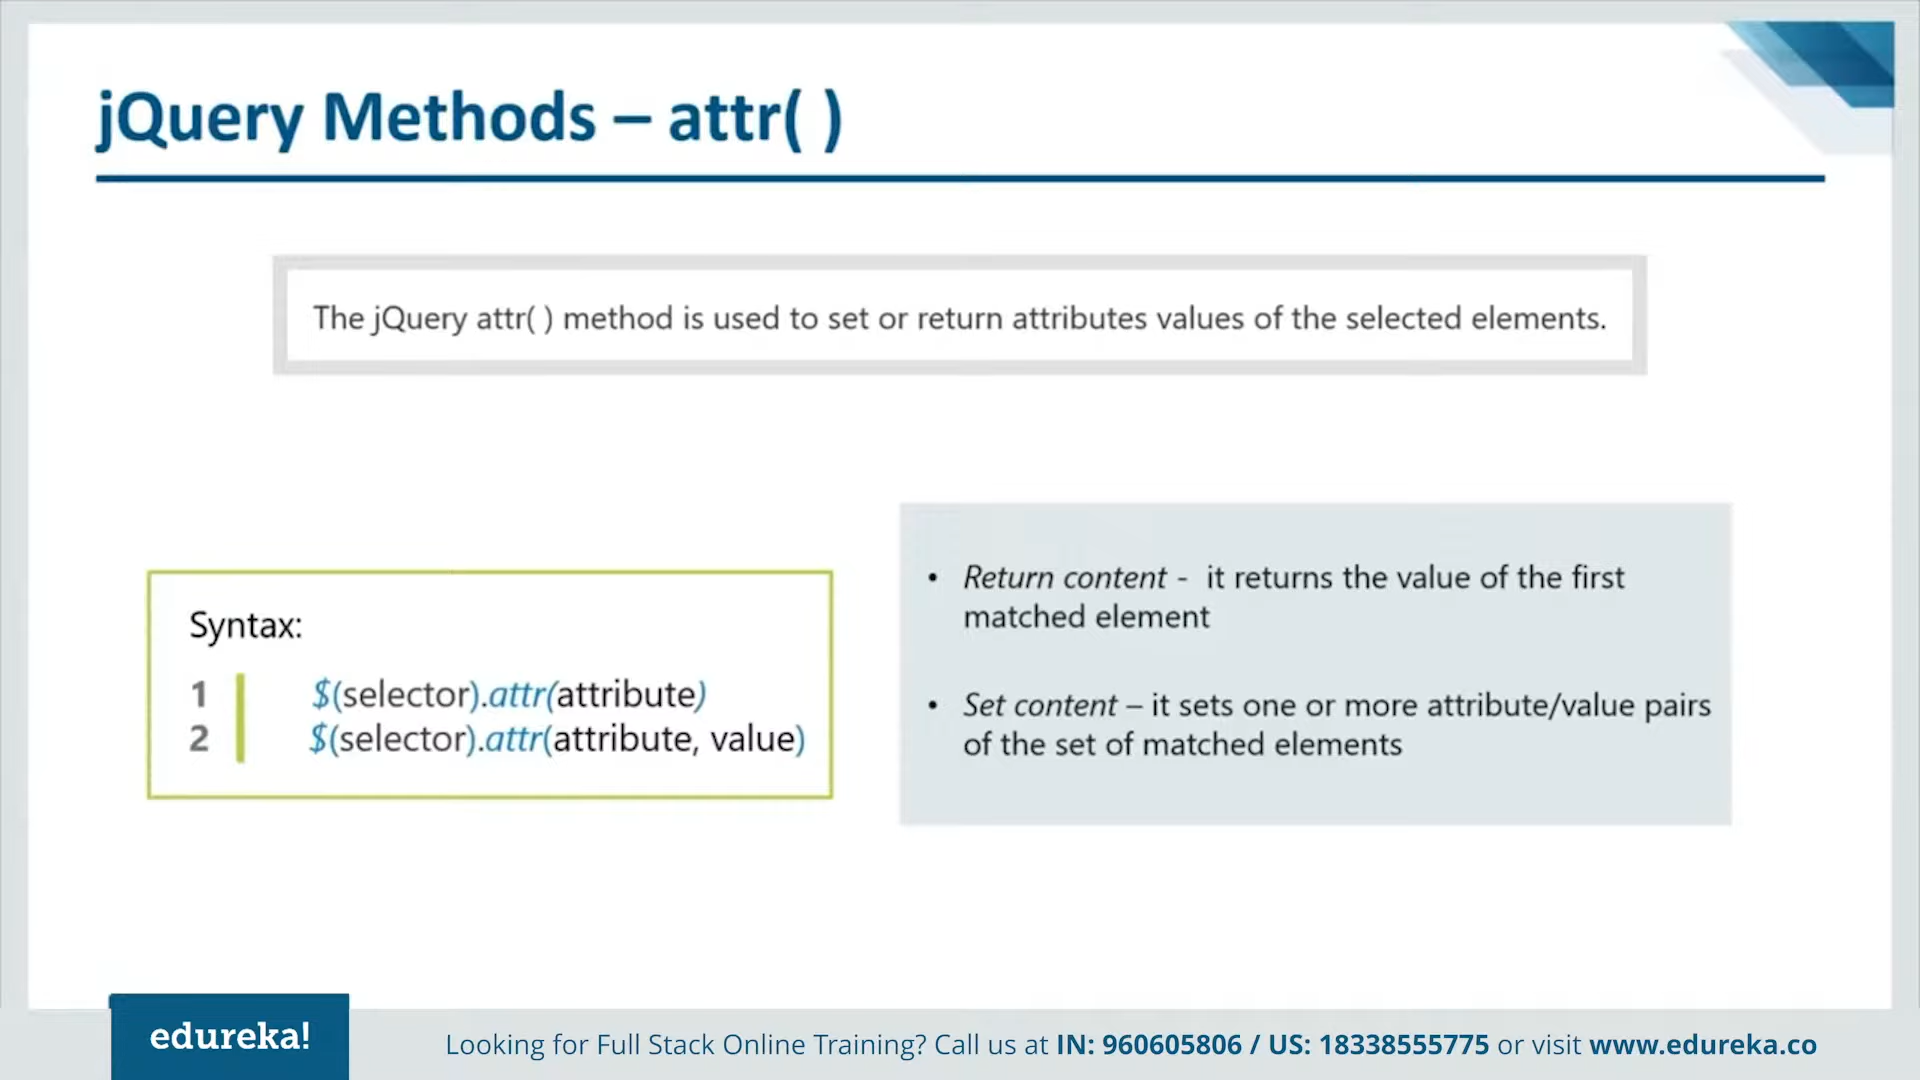 jQuery Methods – attr( )
The jQuery attr( ) method is used to set or return attributes values of the selected elements.
Syntax:
1 $(selector).attr(attribute)
2 $(selector).attr(attribute, value)
• Return content - it returns the value of the first
matched element
• Set content – it sets one or more attribute/value pairs
of the set of matched elements
edureka!
Looking for Full Stack Online Training? Call us at IN: 960605806 / US: 18338555775 or visit www.edureka.co